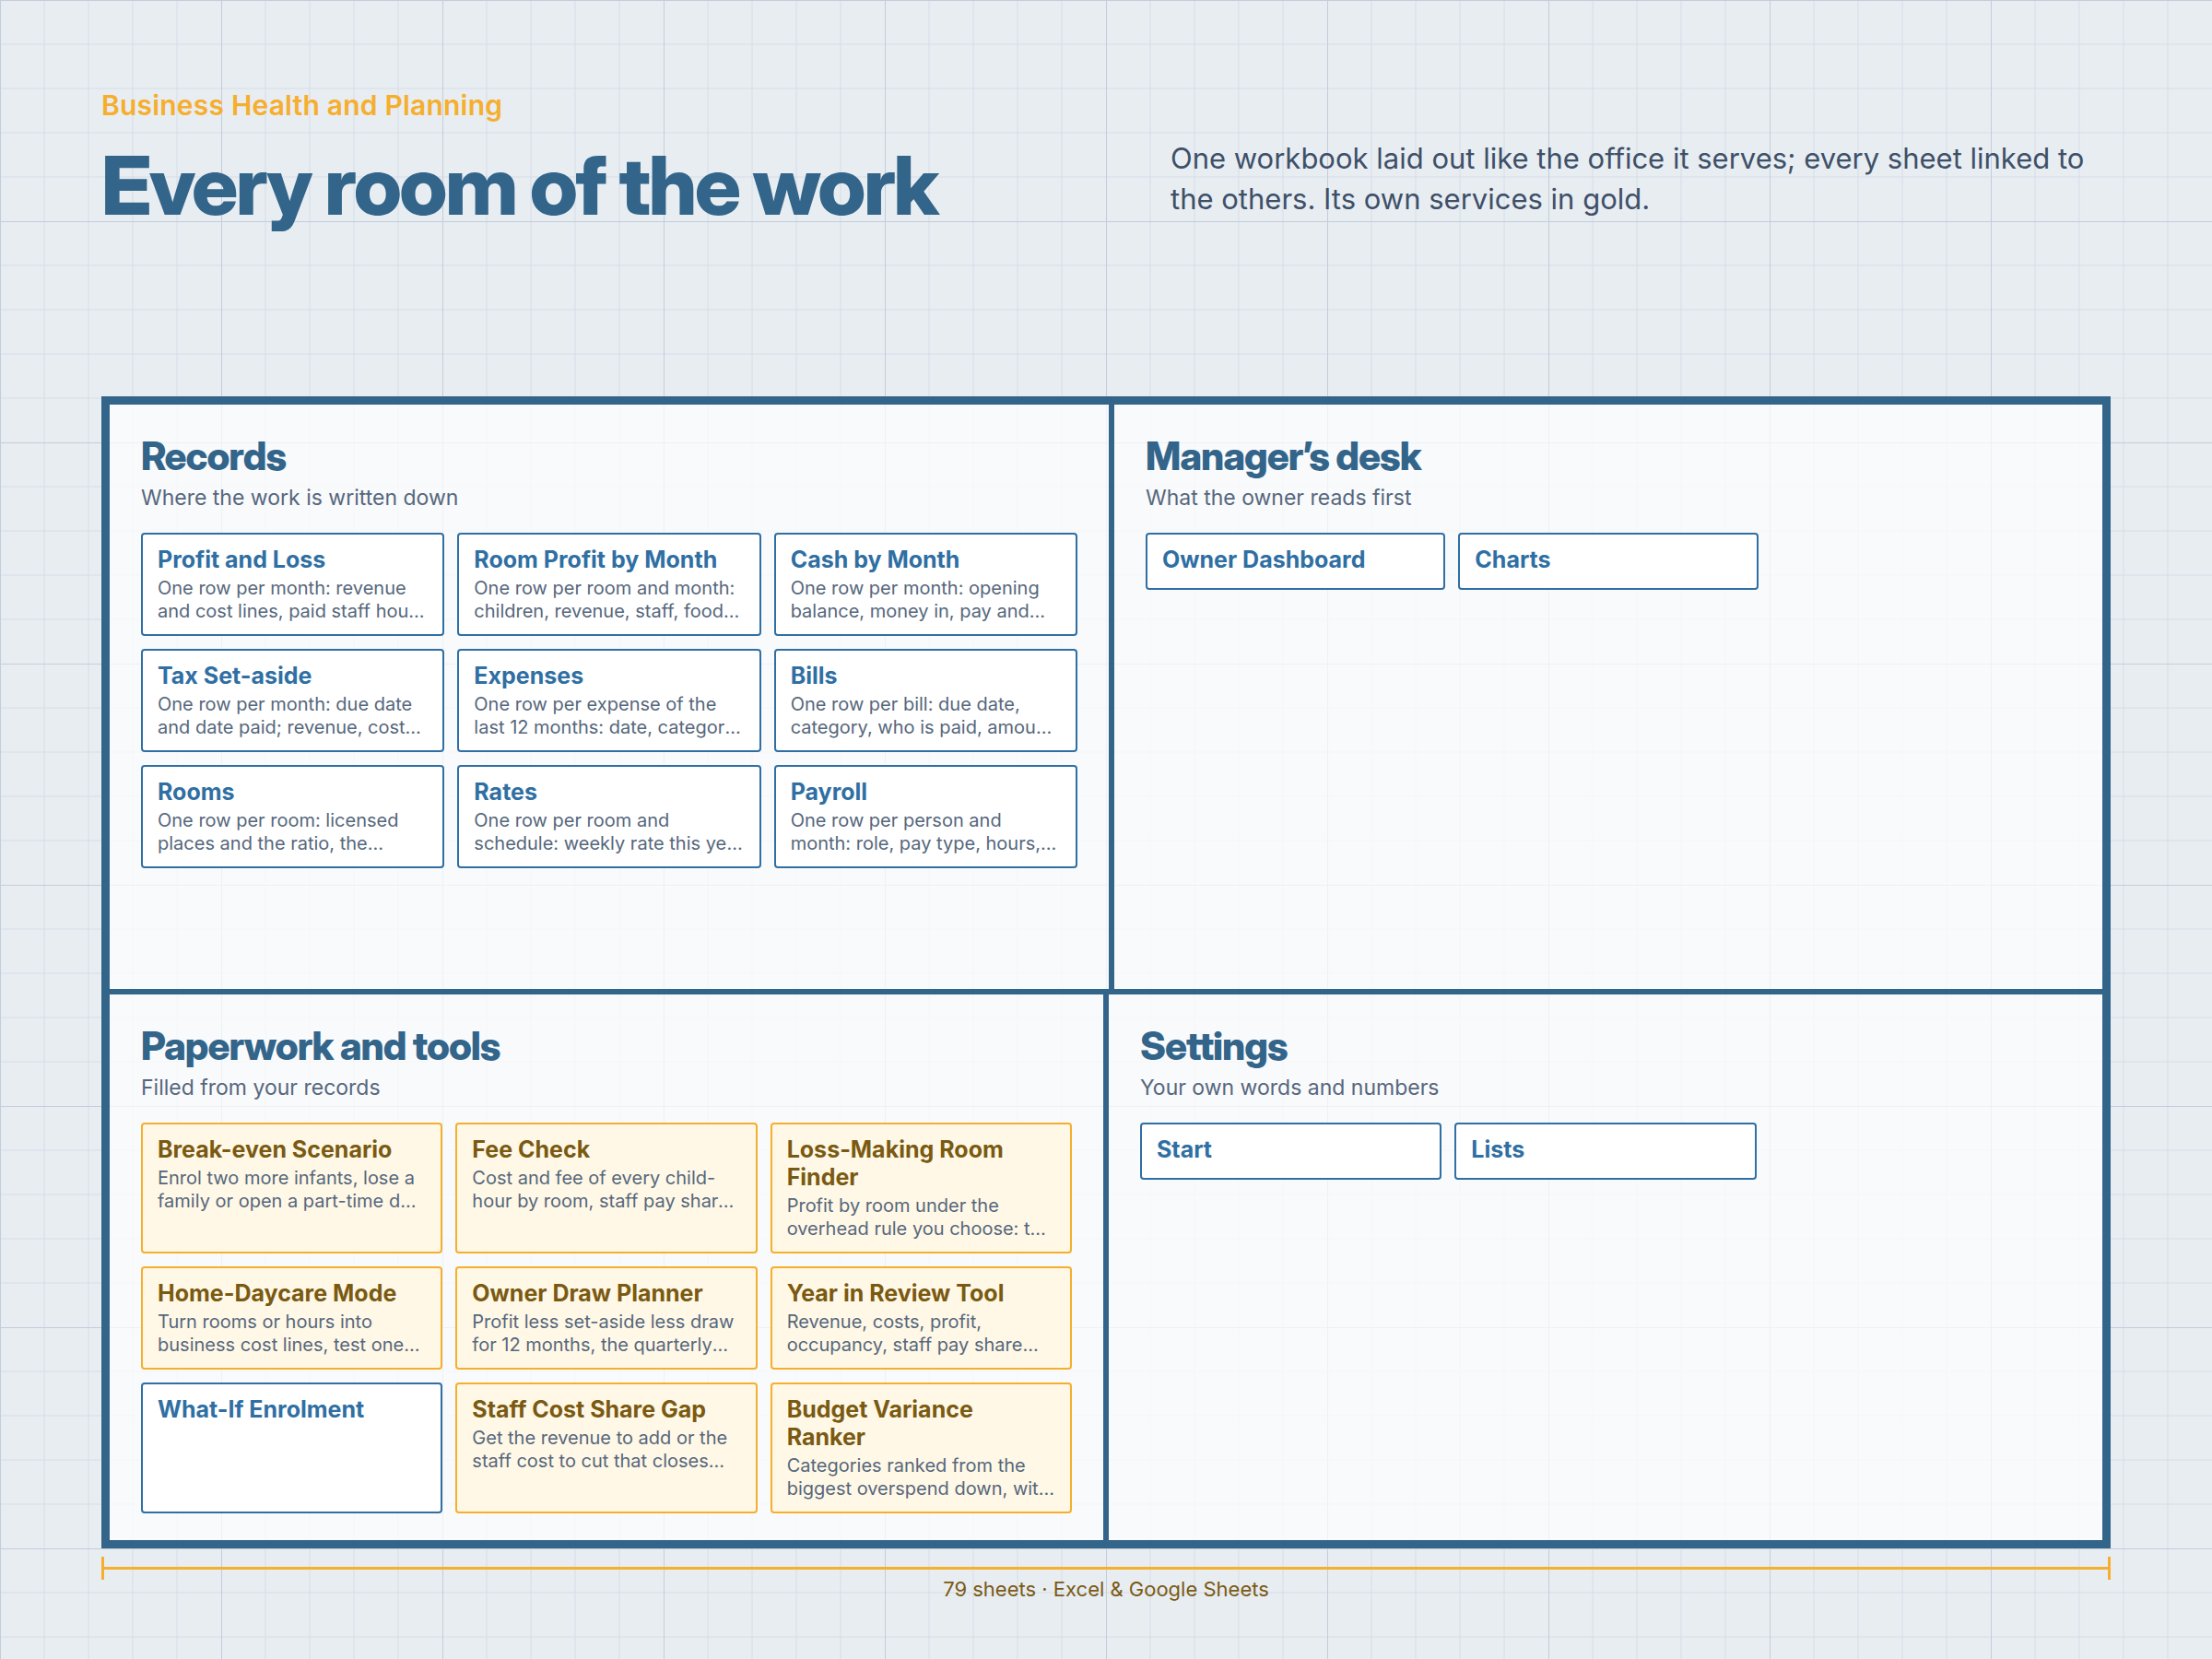 Business Health and Planning
Every room of the work
One workbook laid out like the office it serves; every sheet linked to
the others. Its own services in gold.
Records
Where the work is written down
Profit and Loss
One row per month: revenue
and cost lines, paid staff hou...
Room Profit by Month
One row per room and month:
children, revenue, staff, food...
Cash by Month
One row per month: opening
balance, money in, pay and...
Tax Set-aside
One row per month: due date
and date paid; revenue, cost...
Expenses
One row per expense of the
last 12 months: date, categor...
Bills
One row per bill: due date,
category, who is paid, amou...
Rooms
One row per room: licensed
places and the ratio, the...
Rates
One row per room and
schedule: weekly rate this ye...
Payroll
One row per person and
month: role, pay type, hours,...
Manager’s desk
What the owner reads first
Owner Dashboard
Charts
Paperwork and tools
Filled from your records
Break-even Scenario
Enrol two more infants, lose a
family or open a part-time d...
Fee Check
Cost and fee of every child-
hour by room, staff pay shar...
Loss-Making Room
Finder
Profit by room under the
overhead rule you choose: t...
Home-Daycare Mode
Turn rooms or hours into
business cost lines, test one...
Owner Draw Planner
Profit less set-aside less draw
for 12 months, the quarterly...
Year in Review Tool
Revenue, costs, profit,
occupancy, staff pay share...
What-If Enrolment
Staff Cost Share Gap
Get the revenue to add or the
staff cost to cut that closes...
Budget Variance
Ranker
Categories ranked from the
biggest overspend down, wit...
Settings
Your own words and numbers
Start
Lists
79 sheets · Excel & Google Sheets